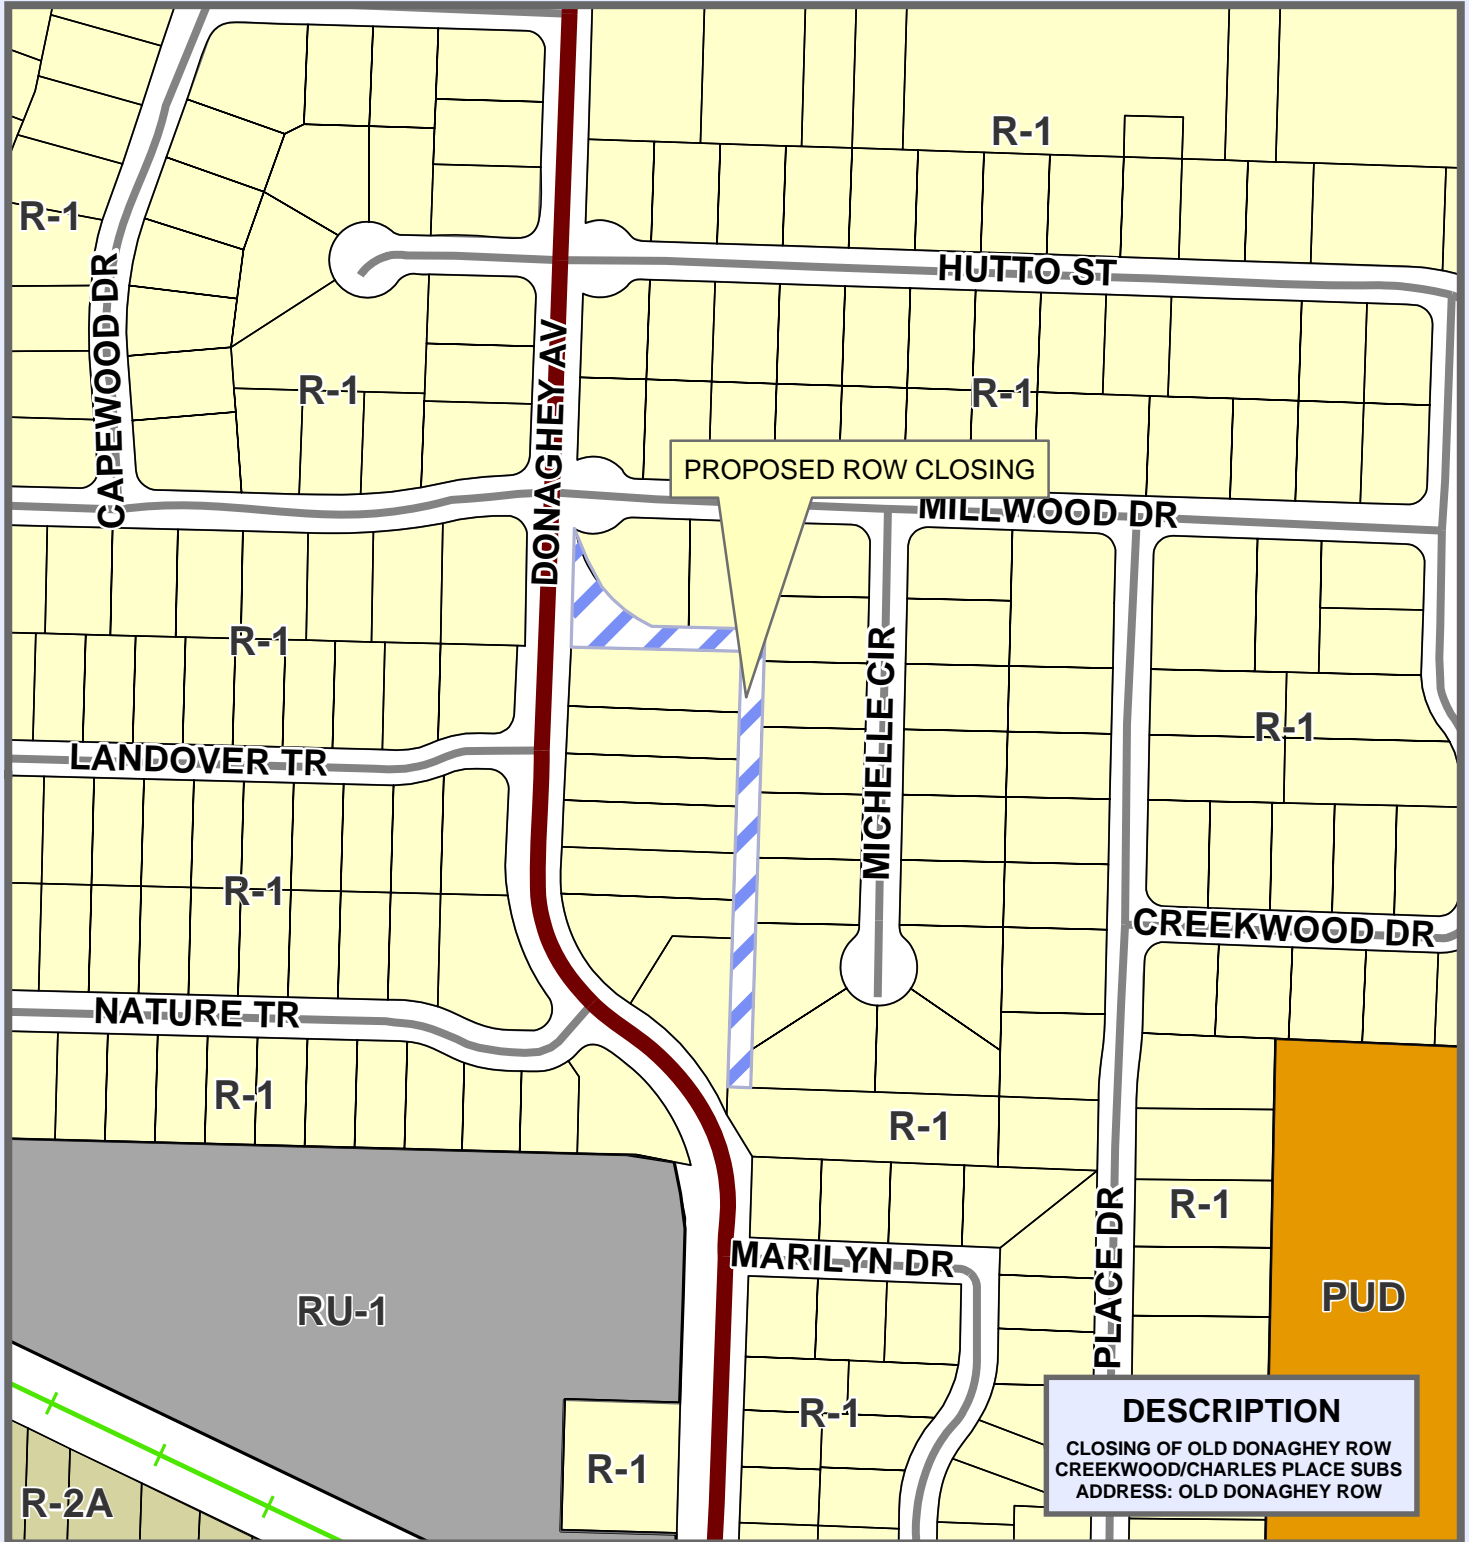 R-1
R-1
HUTTO ST
CAPEWOOD DR
DONAGHEY AV
R-1
R-1
PROPOSED ROW CLOSING
MILLWOOD DR
R-1
MICHELLE CIR
R-1
LANDOVER TR
R-1
CREEKWOOD DR
NATURE TR
R-1
R-1
R-1
PLACE DR
MARILYN DR
RU-1
PUD
R-1
R-1
R-2A
DESCRIPTION
CLOSING OF OLD DONAGHEY ROW
CREEKWOOD/CHARLES PLACE SUBS
ADDRESS: OLD DONAGHEY ROW